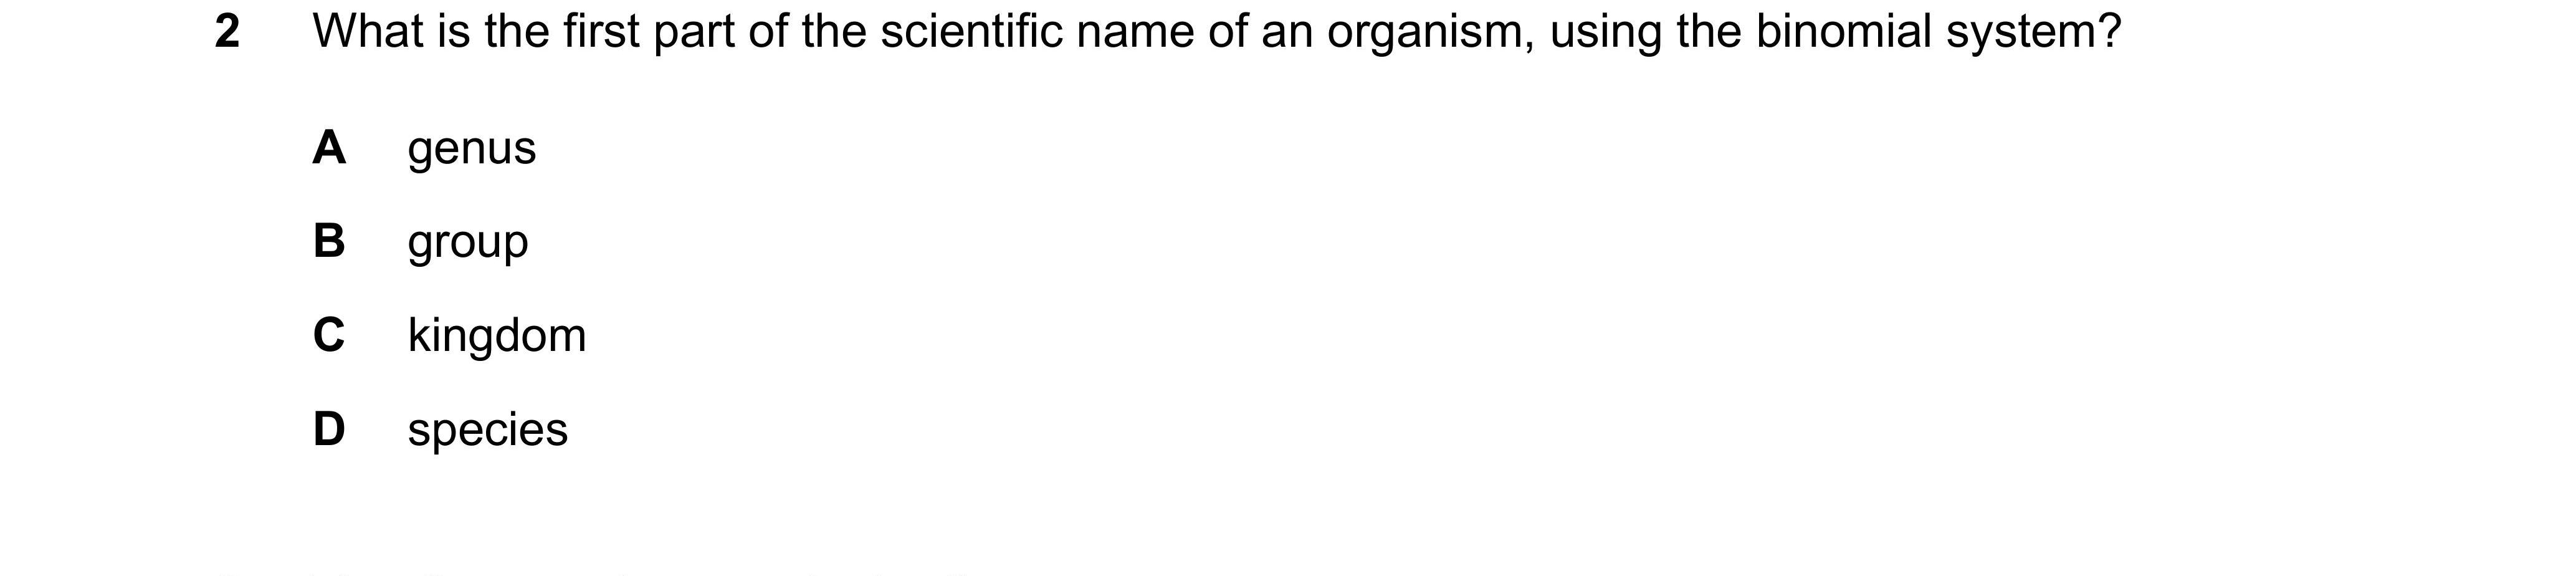 2 What is the first part of the scientific name of an organism, using the binomial system?
A genus
B group
C kingdom
D species